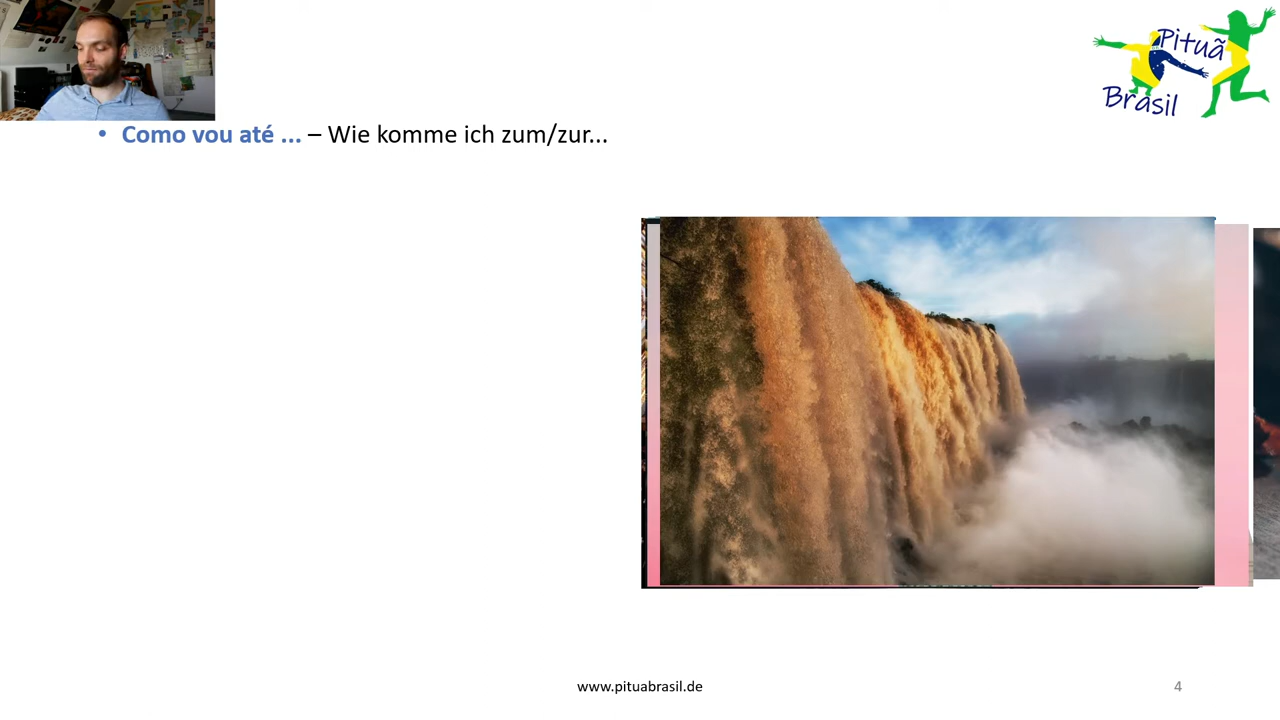 Pituã
Brasil
• Como vou até ... – Wie komme ich zum/zur...
www.pituabrasil.de
4